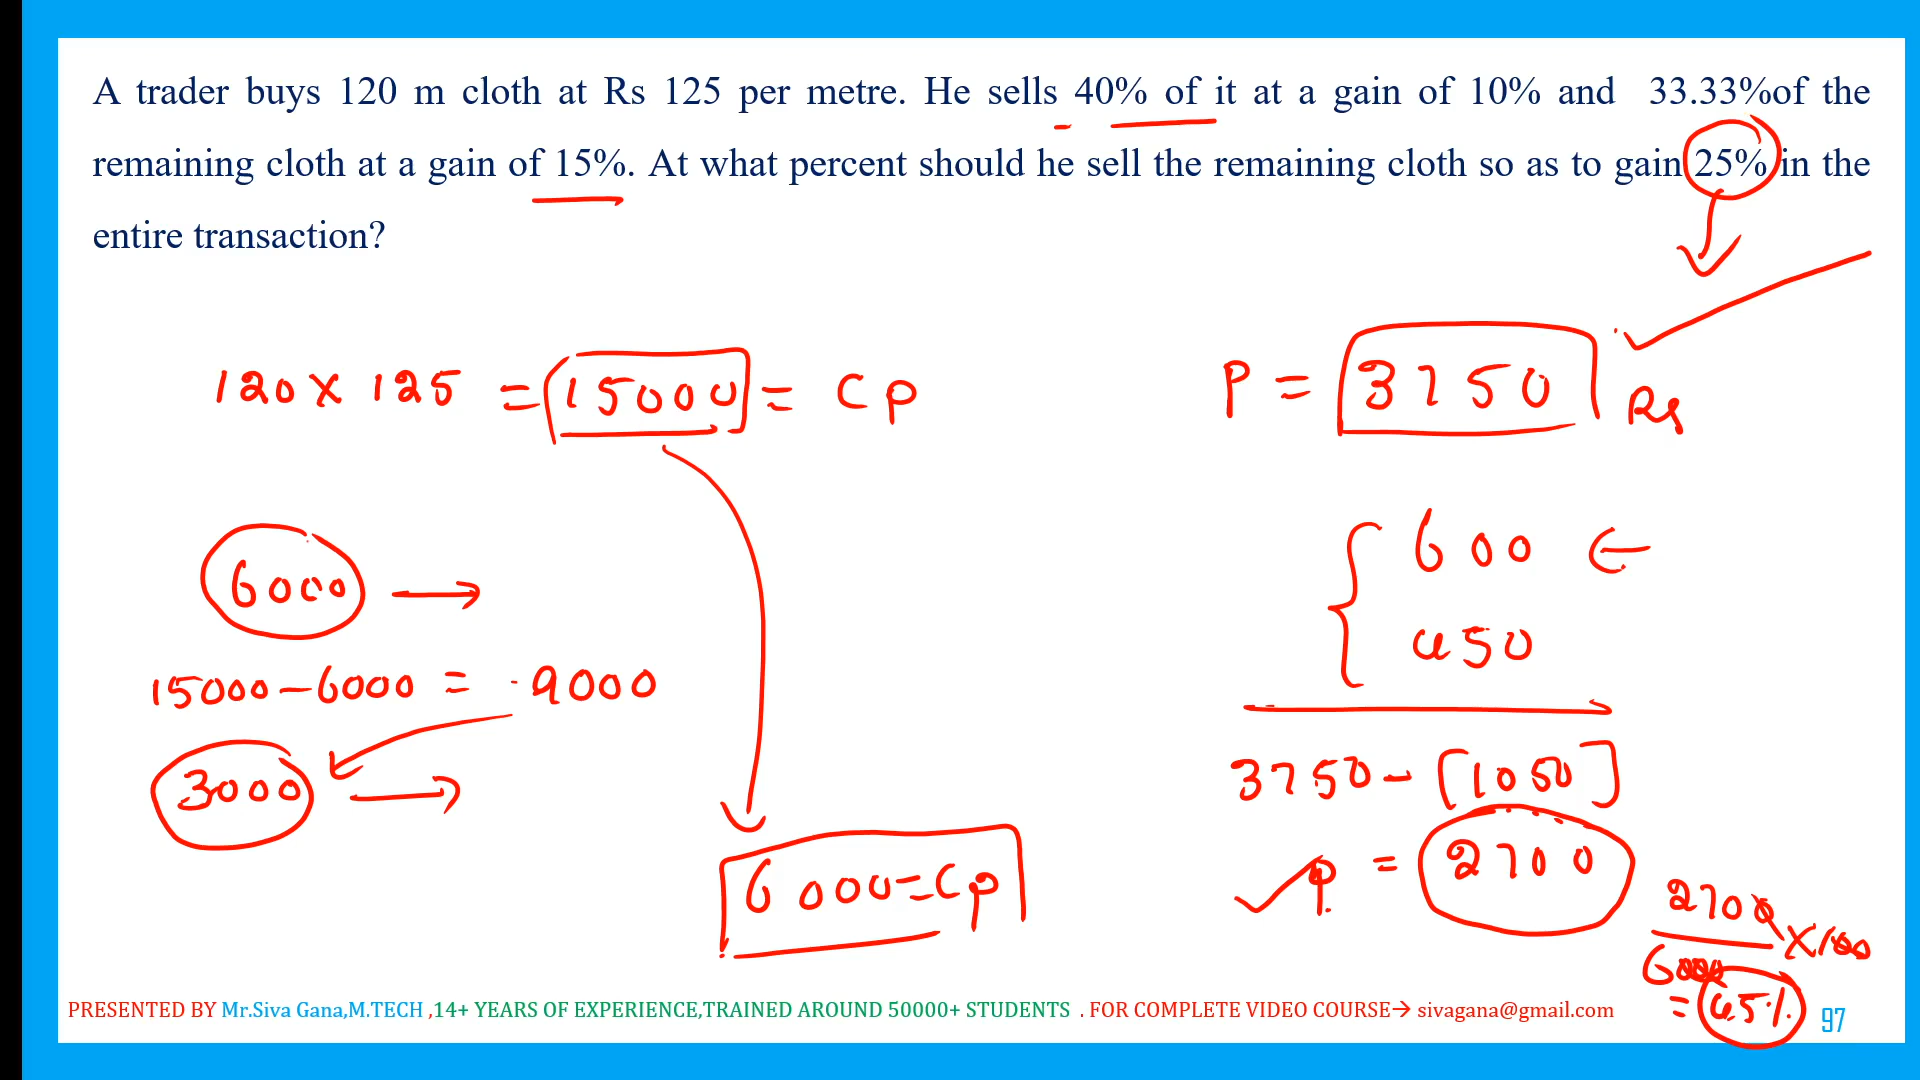 A trader buys 120 m cloth at Rs 125 per metre. He sells 40% of it at a gain of 10% and 33.33%of the
remaining cloth at a gain of 15%. At what percent should he sell the remaining cloth so as to gain 25% in the
entire transaction?
120 x 125 = 15000 = CP
P = 3750 Rs
6000 →
15000 - 6000 = 9000
3000 →
6000 = CP
600 ←
450
3750 - [1050]
P = 2700
2700 x 100
6000
= 45%
PRESENTED BY Mr.Siva Gana,M.TECH ,14+ YEARS OF EXPERIENCE,TRAINED AROUND 50000+ STUDENTS . FOR COMPLETE VIDEO COURSE→ sivagana@gmail.com
97